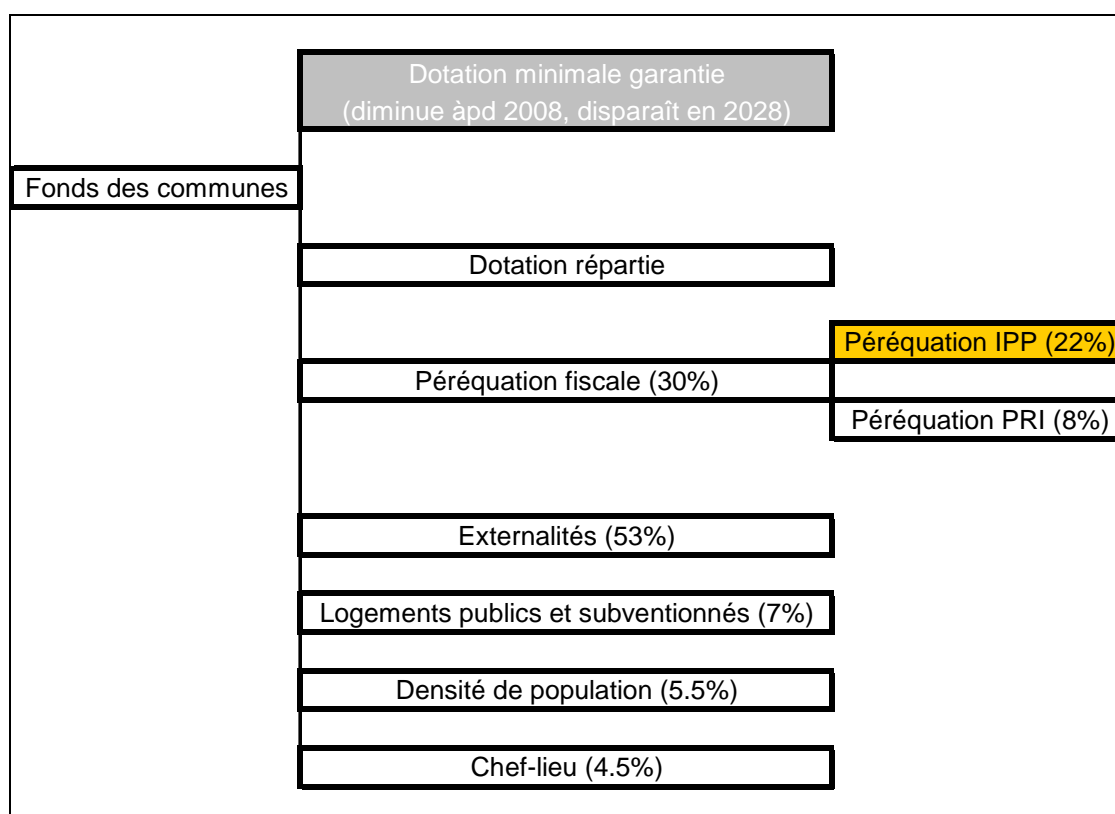 Dotation minimale garantie
(diminue àpd 2008, disparaît en 2028)
Fonds des communes
Dotation répartie
Péréquation IPP (22%)
Péréquation fiscale (30%)
Péréquation PRI (8%)
Externalités (53%)
Logements publics et subventionnés (7%)
Densité de population (5.5%)
Chef-lieu (4.5%)